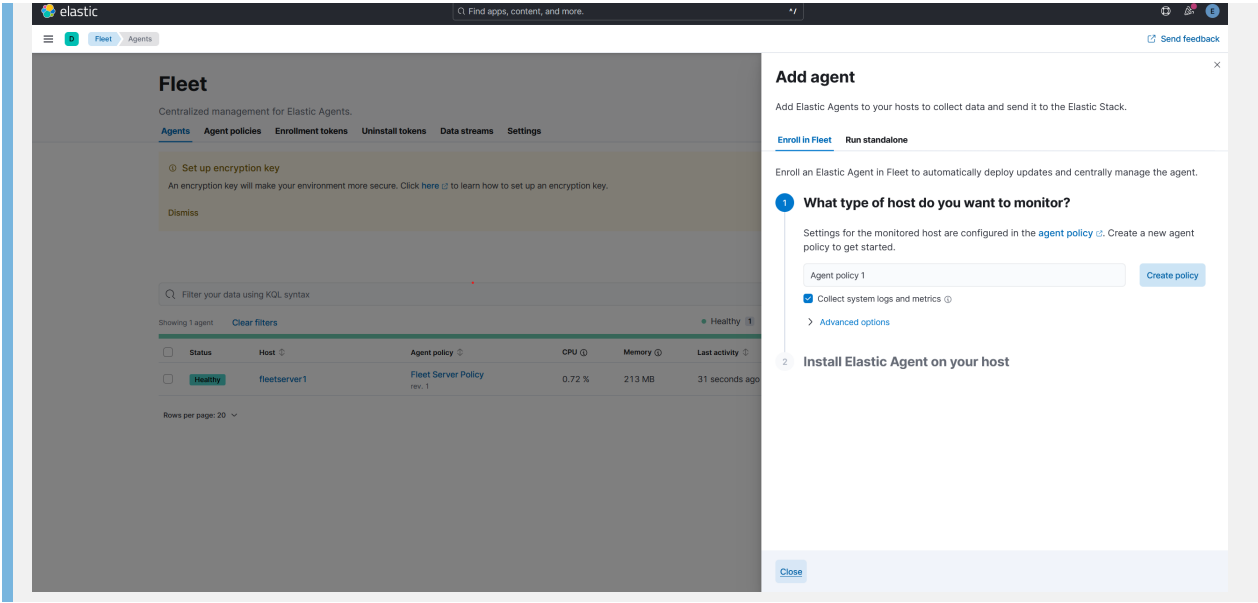 elastic
Find apps, content, and more.
^/
E
D
Fleet
Agents
Send feedback
Fleet
Centralized management for Elastic Agents.
Agents
Agent policies
Enrollment tokens
Uninstall tokens
Data streams
Settings
Set up encryption key
An encryption key will make your environment more secure. Click here to learn how to set up an encryption key.
Dismiss
Filter your data using KQL syntax
Showing 1 agent
Clear filters
Healthy 1
Status
Host
Agent policy
CPU
Memory
Last activity
Healthy
fleetserver1
Fleet Server Policy
rev. 1
0.72 %
213 MB
31 seconds ago
Rows per page: 20
Add agent
Add Elastic Agents to your hosts to collect data and send it to the Elastic Stack.
Enroll in Fleet
Run standalone
Enroll an Elastic Agent in Fleet to automatically deploy updates and centrally manage the agent.
1
What type of host do you want to monitor?
Settings for the monitored host are configured in the agent policy. Create a new agent
policy to get started.
Agent policy 1
Create policy
Collect system logs and metrics
Advanced options
2
Install Elastic Agent on your host
Close